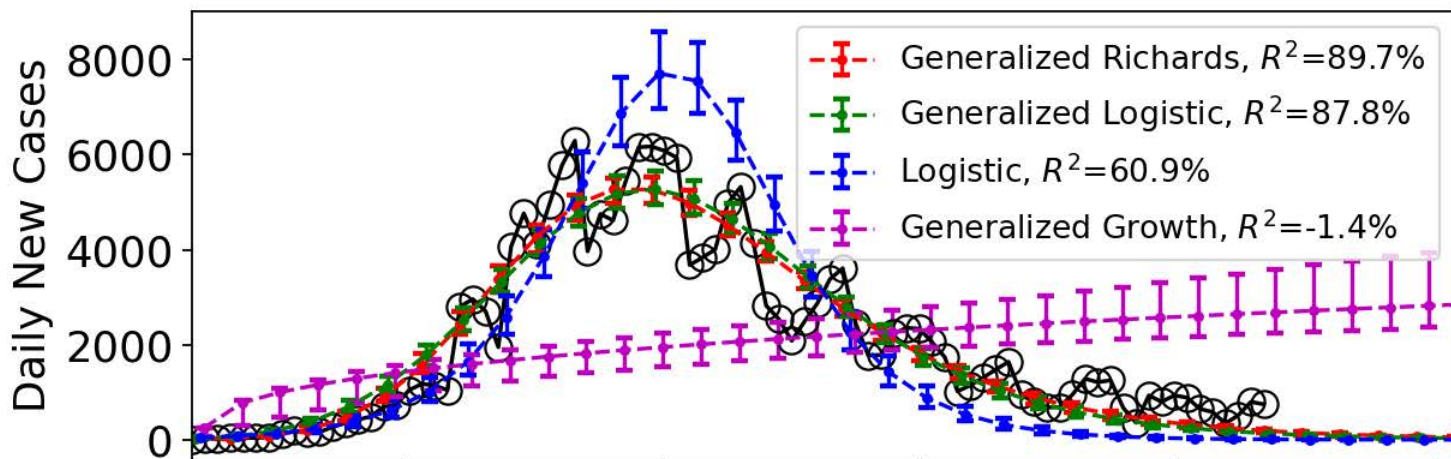 Daily New Cases
8000
6000
4000
2000
0
Generalized Richards, R²=89.7%
Generalized Logistic, R²=87.8%
Logistic, R²=60.9%
Generalized Growth, R²=-1.4%